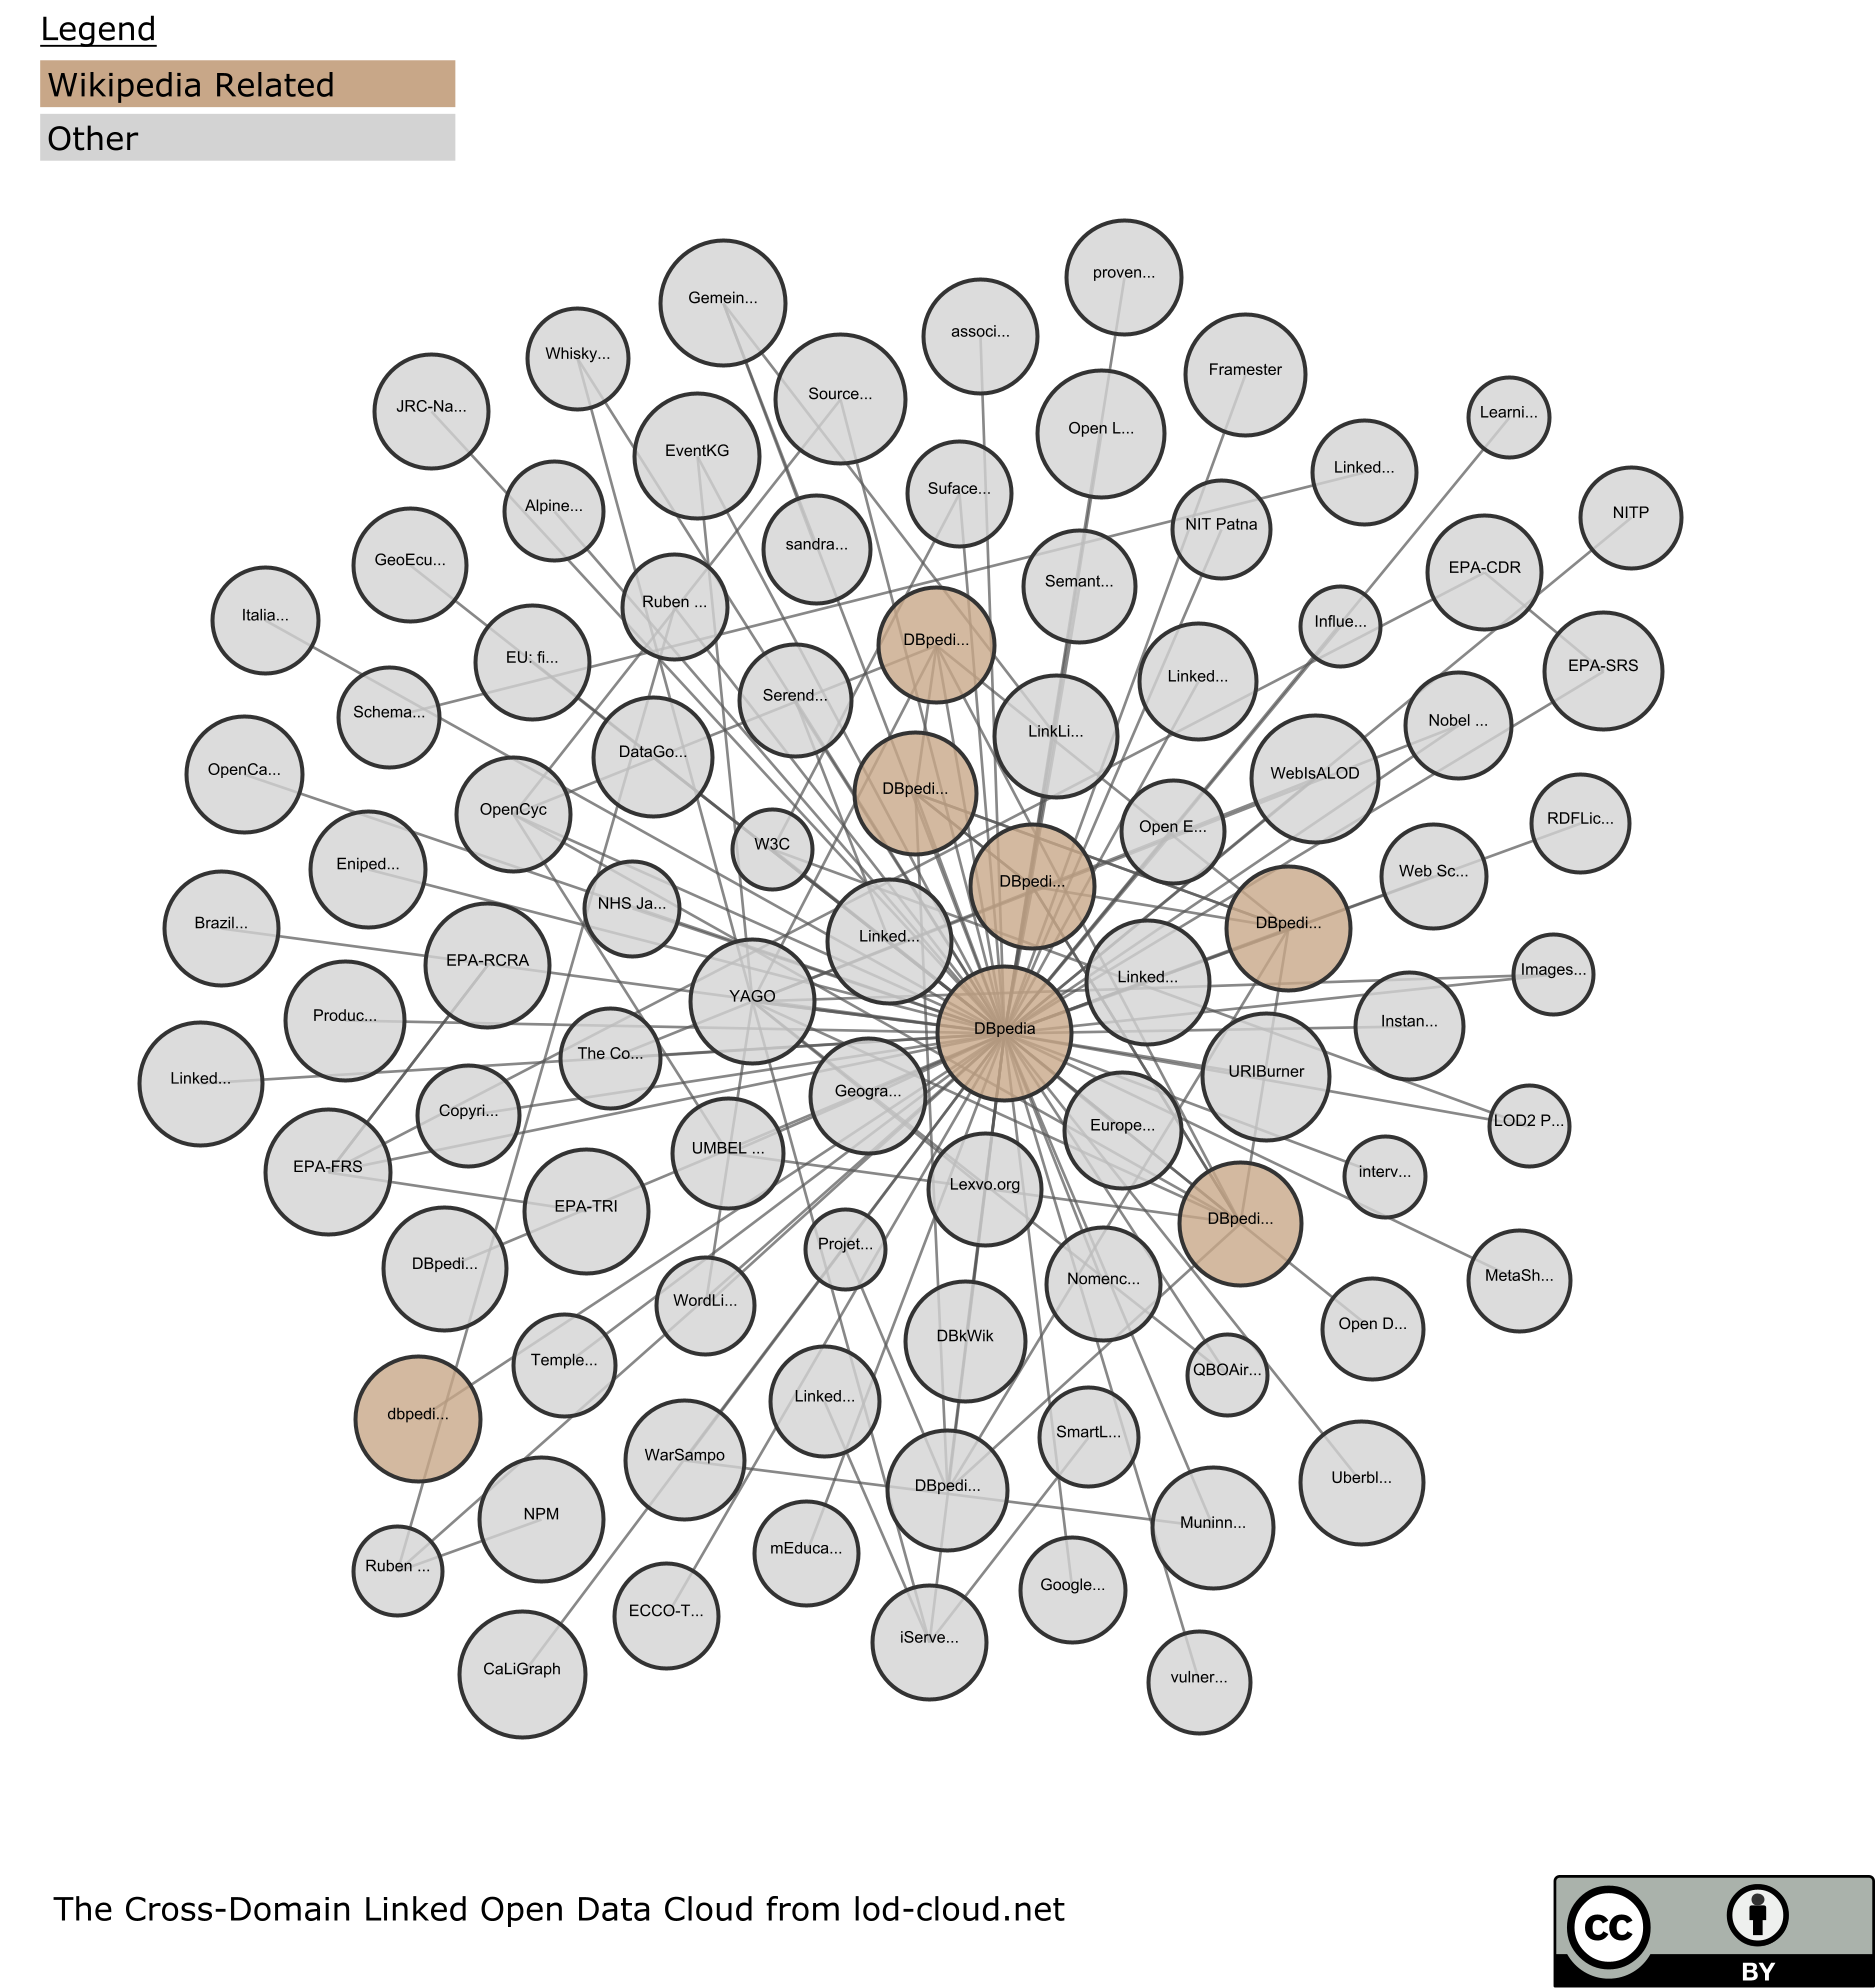 Legend
Wikipedia Related
Other
proven...
Gemein...
associ...
Whisky...
Framester
Source...
JRC-Na...
Learni...
Open L...
EventKG
Linked...
Suface...
Alpine...
NITP
NIT Patna
sandra...
GeoEcu...
EPA-CDR
Semant...
Ruben ...
Italia...
Influe...
DBpedi...
EU: fi...
EPA-SRS
Linked...
Serend...
Schema...
Nobel ...
LinkLi...
DataGo...
OpenCa...
WebIsALOD
DBpedi...
OpenCyc
RDFLic...
Open E...
W3C
Eniped...
Web Sc...
DBpedi...
NHS Ja...
Brazil...
DBpedi...
Linked...
EPA-RCRA
Images...
Linked...
YAGO
Produc...
Instan...
DBpedia
The Co...
URIBurner
Linked...
Geogra...
Copyri...
LOD2 P...
Europe...
UMBEL ...
EPA-FRS
interv...
Lexvo.org
EPA-TRI
DBpedi...
Projet...
DBpedi...
Nomenc...
MetaSh...
WordLi...
Open D...
DBkWik
Temple...
QBOAir...
Linked...
dbpedi...
SmartL...
WarSampo
Uberbl...
DBpedi...
NPM
Muninn...
mEduca...
Ruben ...
Google...
ECCO-T...
iServe...
CaLiGraph
vulner...
The Cross-Domain Linked Open Data Cloud from lod-cloud.net
cc
BY